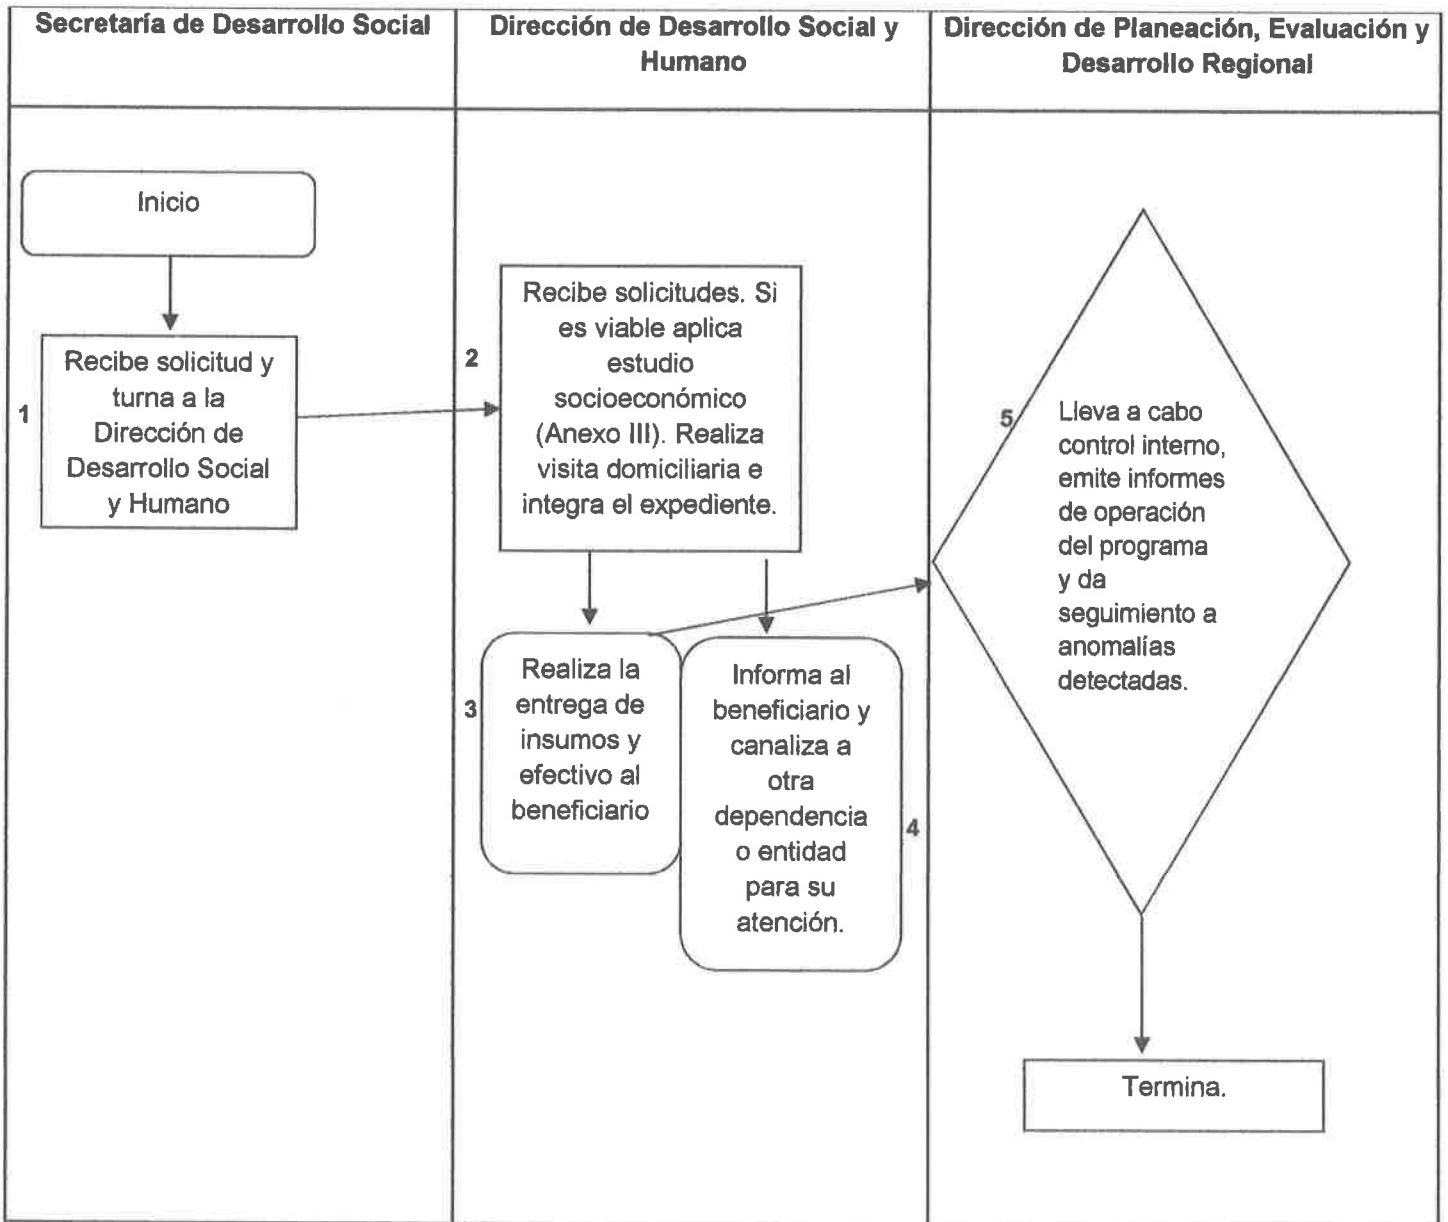 Secretaría de Desarrollo Social
Dirección de Desarrollo Social y
Humano
Dirección de Planeación, Evaluación y
Desarrollo Regional
Inicio
1
Recibe solicitud y
turna a la
Dirección de
Desarrollo Social
y Humano
2
Recibe solicitudes. Si
es viable aplica
estudio
socioeconómico
(Anexo III). Realiza
visita domiciliaria e
integra el expediente.
3
Realiza la
entrega de
insumos y
efectivo al
beneficiario
Informa al
beneficiario y
canaliza a
otra
dependencia
o entidad
para su
atención.
4
5
Lleva a cabo
control interno,
emite informes
de operación
del programa
y da
seguimiento a
anomalías
detectadas.
Termina.